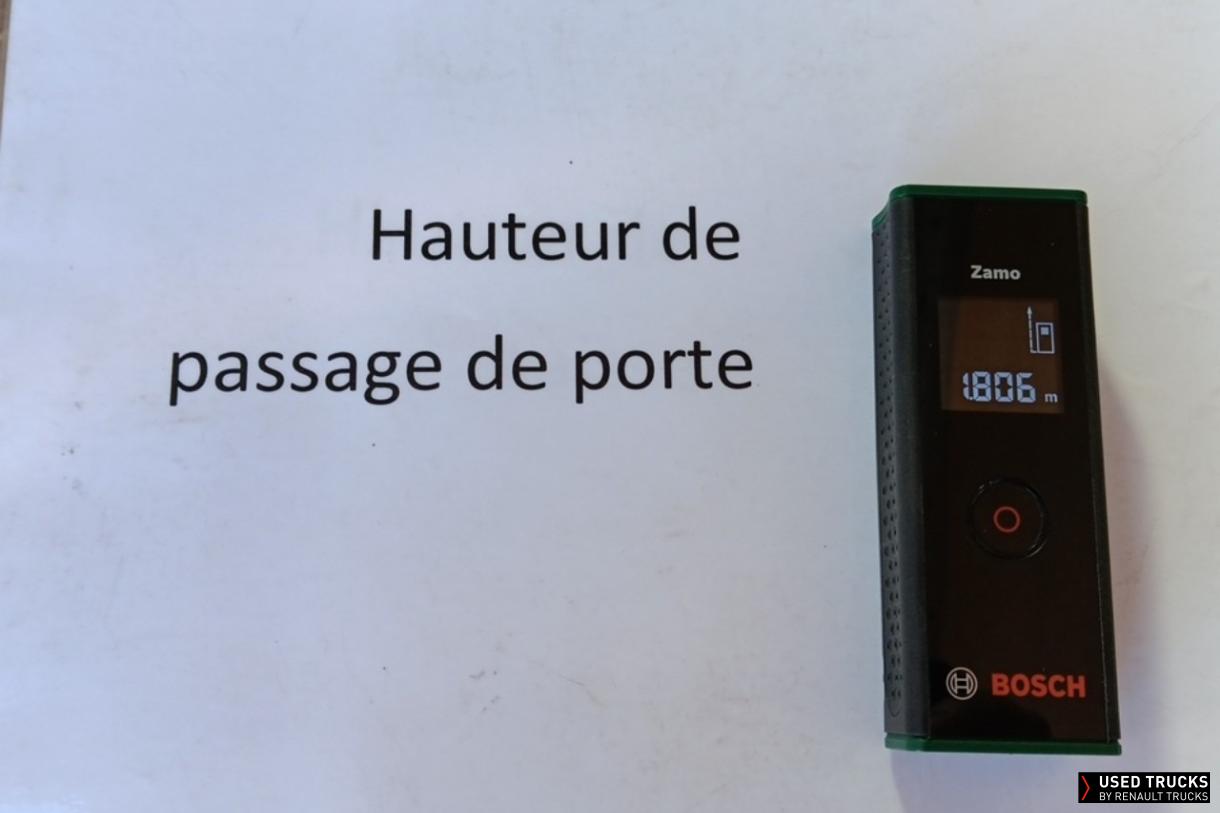 Hauteur de
passage de porte
Zamo
1.806 m
BOSCH
USED TRUCKS
BY RENAULT TRUCKS